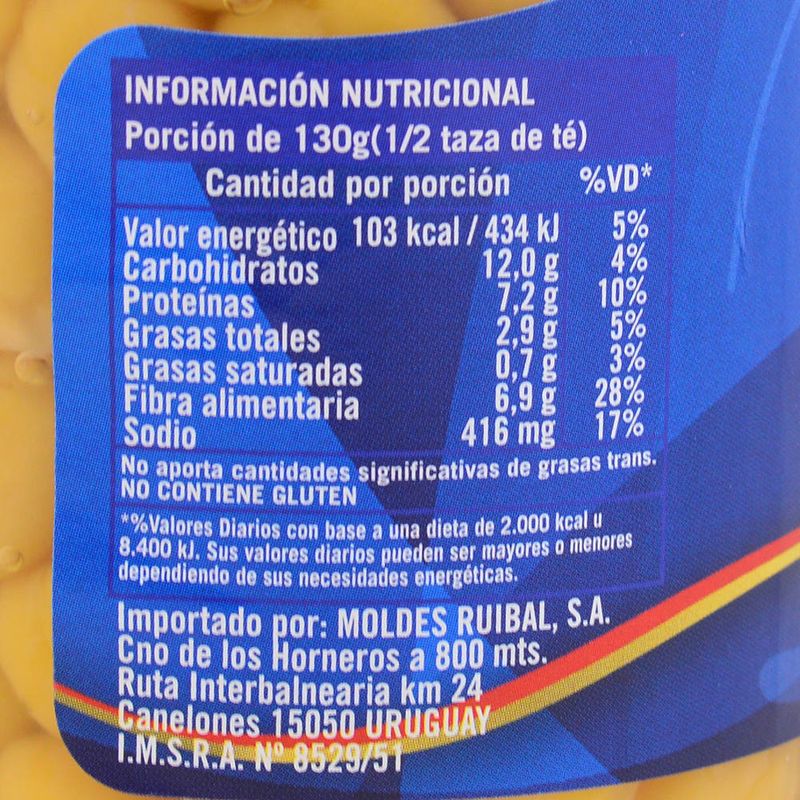 INFORMACIÓN NUTRICIONAL
Porción de 130g(1/2 taza de té)
Cantidad por porción %VD*
Valor energético 103 kcal / 434 kJ 5%
Carbohidratos 12,0 g 4%
Proteínas 7,2 g 10%
Grasas totales 2,9 g 5%
Grasas saturadas 0,7 g 3%
Fibra alimentaria 6,9 g 28%
Sodio 416 mg 17%
No aporta cantidades significativas de grasas trans.
NO CONTIENE GLUTEN
*%Valores Diarios con base a una dieta de 2.000 kcal u
8.400 kJ. Sus valores diarios pueden ser mayores o menores
dependiendo de sus necesidades energéticas.
Importado por: MOLDES RUIBAL, S.A.
Cno de los Horneros a 800 mts.
Ruta Interbalnearia km 24
Canelones 15050 URUGUAY
I.M.S.R.A. Nº 8529/51